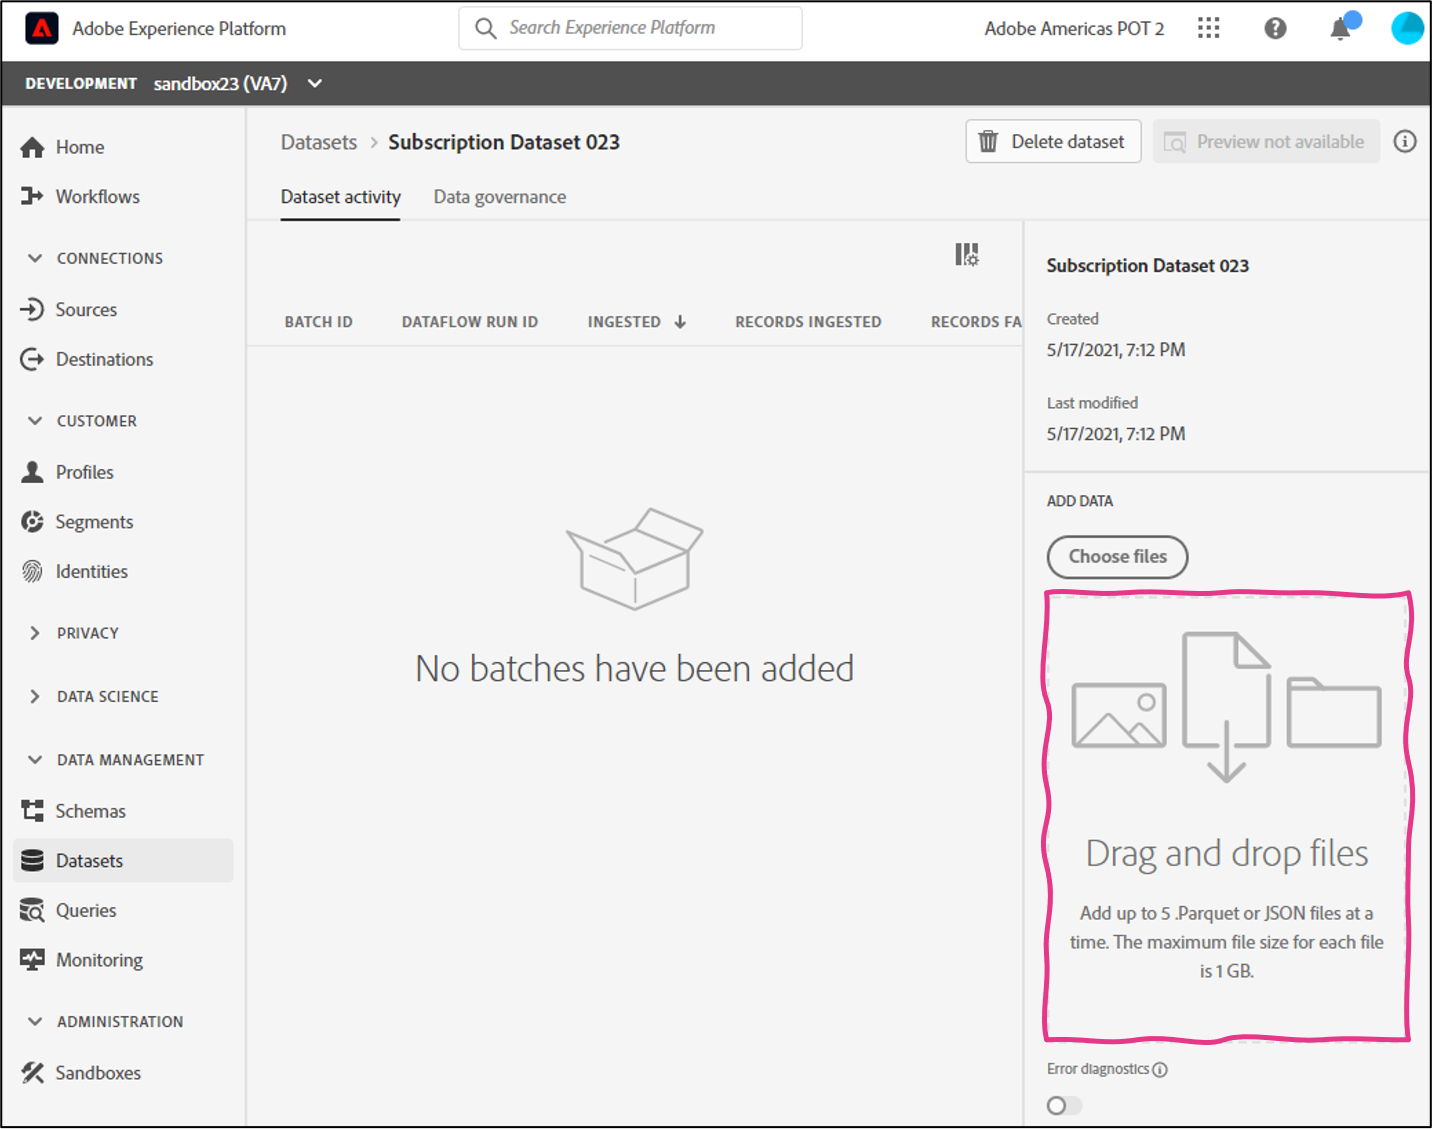 Adobe Experience Platform
Search Experience Platform
Adobe Americas POT 2
DEVELOPMENT sandbox23 (VA7)
Home
Workflows
CONNECTIONS
Sources
Destinations
CUSTOMER
Profiles
Segments
Identities
PRIVACY
DATA SCIENCE
DATA MANAGEMENT
Schemas
Datasets
Queries
Monitoring
ADMINISTRATION
Sandboxes
Datasets > Subscription Dataset 023
Delete dataset
Preview not available
Dataset activity
Data governance
BATCH ID DATAFLOW RUN ID INGESTED RECORDS INGESTED RECORDS FA
No batches have been added
Subscription Dataset 023
Created
5/17/2021, 7:12 PM
Last modified
5/17/2021, 7:12 PM
ADD DATA
Choose files
Drag and drop files
Add up to 5 .Parquet or JSON files at a
time. The maximum file size for each file
is 1 GB.
Error diagnostics